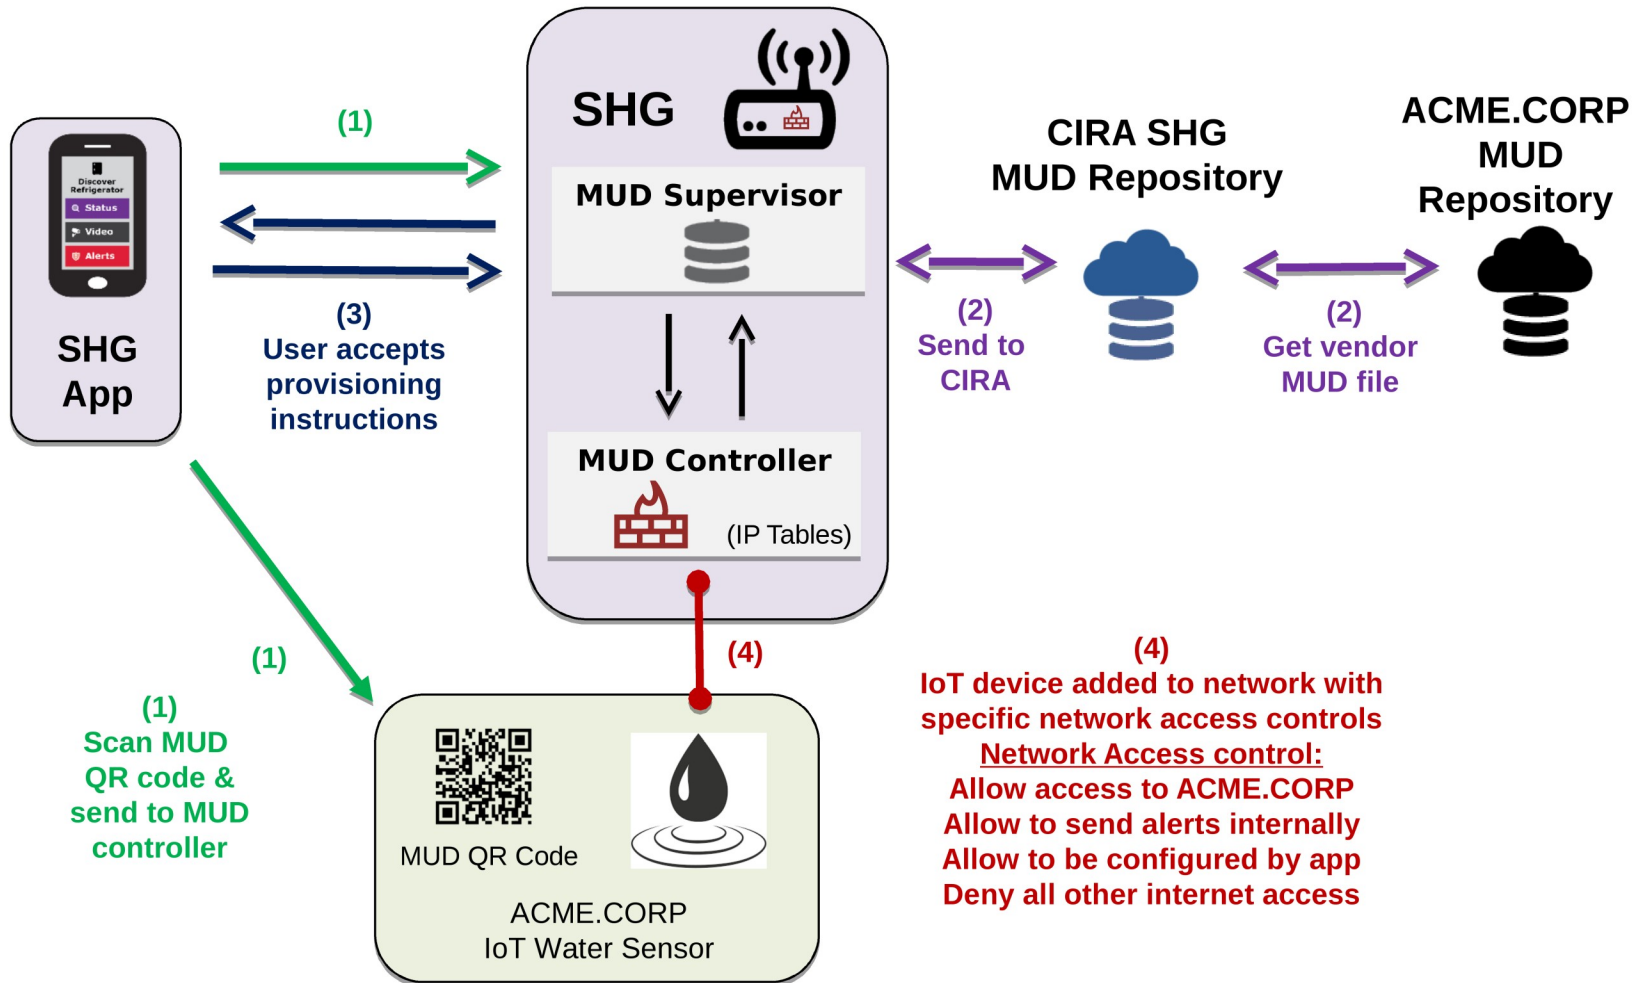 Discover
Refrigerator
Status
Video
Alerts
SHG
App
(1)
(3)
User accepts
provisioning
instructions
SHG
MUD Supervisor
MUD Controller
(IP Tables)
CIRA SHG
MUD Repository
ACME.CORP
MUD
Repository
(2)
Send to
CIRA
(2)
Get vendor
MUD file
(1)
(1)
Scan MUD
QR code &
send to MUD
controller
(4)
MUD QR Code
ACME.CORP
IoT Water Sensor
(4)
IoT device added to network with
specific network access controls
Network Access control:
Allow access to ACME.CORP
Allow to send alerts internally
Allow to be configured by app
Deny all other internet access